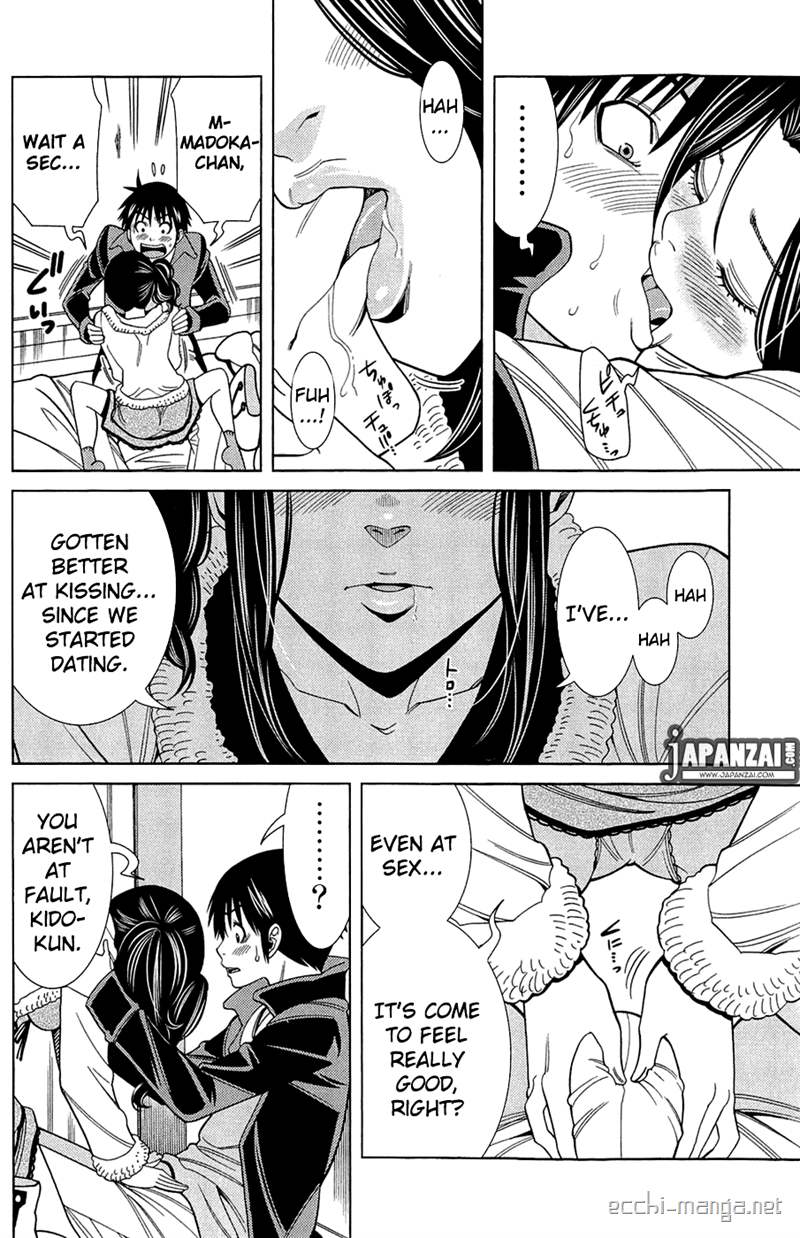 HAH
...
M-
MADOKA-
CHAN,
WAIT A
SEC...
FUH
...!
GOTTEN
BETTER
AT KISSING...
SINCE WE
STARTED
DATING.
I'VE...
HAH
HAH
トロ...
JAPANZAI.COM
WWW.JAPANZAI.COM
EVEN AT
SEX...
IT'S COME
TO FEEL
REALLY
GOOD,
RIGHT?
.........
?
YOU
AREN'T
AT
FAULT,
KIDO-
KUN.
ecchi-manga.net